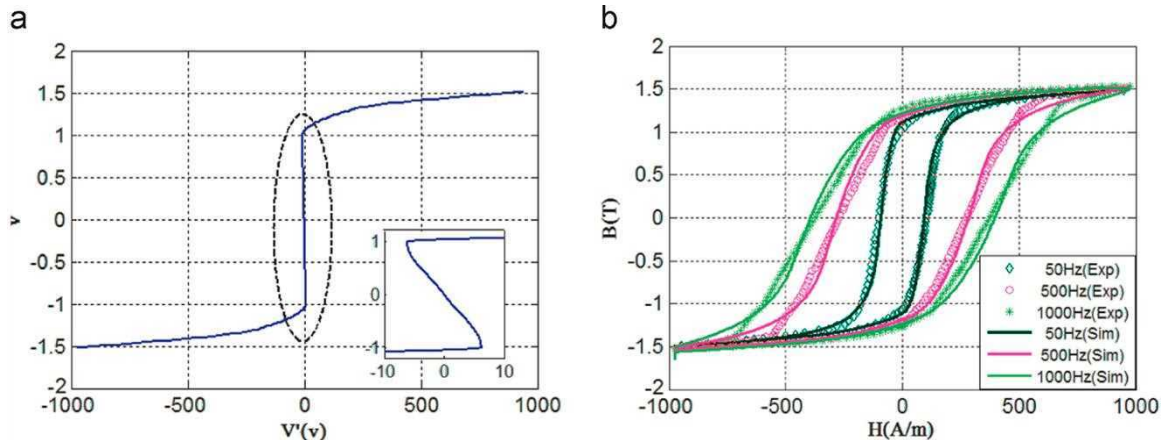 a
2
1.5
1
0.5
0
-0.5
-1
-1.5
-2
v
-1000 -500 0 500 1000
V'(v)
1
0
-1
-10 0 10
b
2
1.5
1
0.5
0
-0.5
-1
-1.5
-2
B(T)
-1000 -500 0 500 1000
H(A/m)
50Hz(Exp)
500Hz(Exp)
1000Hz(Exp)
50Hz(Sim)
500Hz(Sim)
1000Hz(Sim)